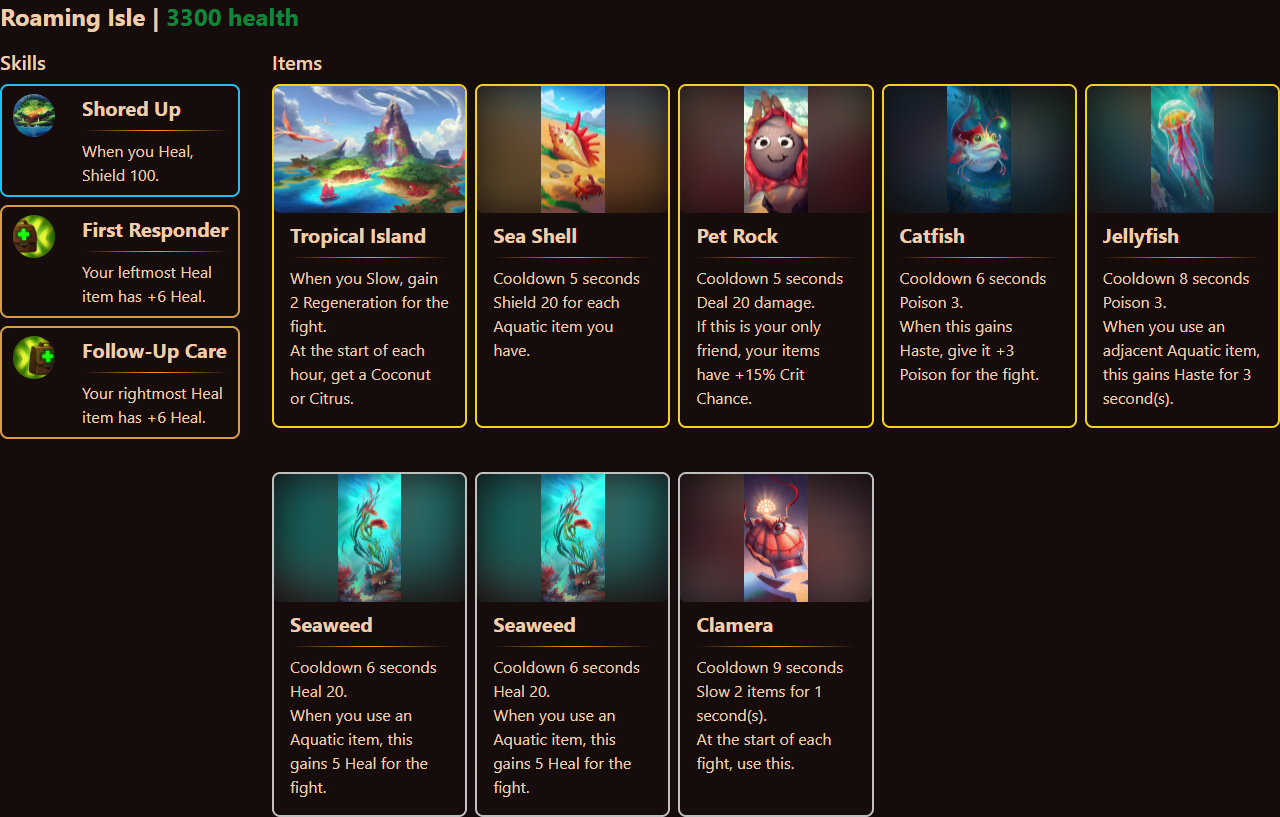 Roaming Isle | 3300 health
Skills
Shored Up
When you Heal,
Shield 100.
First Responder
Your leftmost Heal
item has +6 Heal.
Follow-Up Care
Your rightmost Heal
item has +6 Heal.
Items
Tropical Island
When you Slow, gain
2 Regeneration for the
fight.
At the start of each
hour, get a Coconut
or Citrus.
Sea Shell
Cooldown 5 seconds
Shield 20 for each
Aquatic item you
have.
Pet Rock
Cooldown 5 seconds
Deal 20 damage.
If this is your only
friend, your items
have +15% Crit
Chance.
Catfish
Cooldown 6 seconds
Poison 3.
When this gains
Haste, give it +3
Poison for the fight.
Jellyfish
Cooldown 8 seconds
Poison 3.
When you use an
adjacent Aquatic item,
this gains Haste for 3
second(s).
Seaweed
Cooldown 6 seconds
Heal 20.
When you use an
Aquatic item, this
gains 5 Heal for the
fight.
Seaweed
Cooldown 6 seconds
Heal 20.
When you use an
Aquatic item, this
gains 5 Heal for the
fight.
Clamera
Cooldown 9 seconds
Slow 2 items for 1
second(s).
At the start of each
fight, use this.